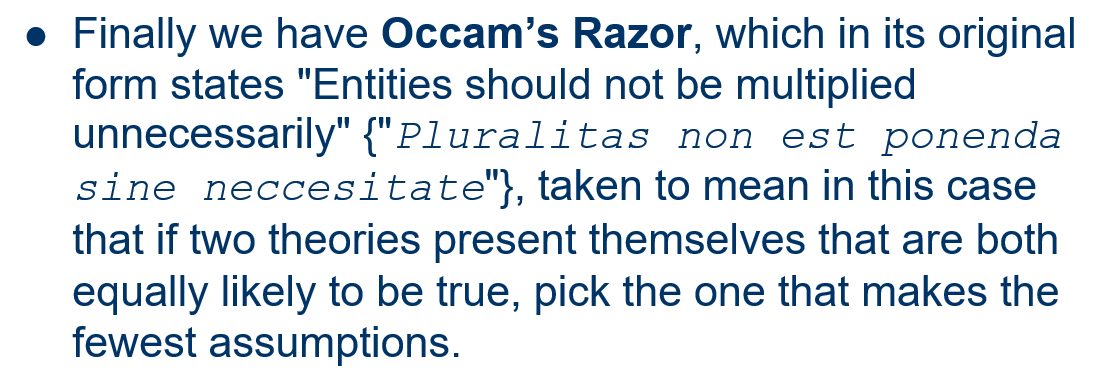 ● Finally we have Occam’s Razor, which in its original
form states "Entities should not be multiplied
unnecessarily" {"Pluralitas non est ponenda
sine neccesitate"}, taken to mean in this case
that if two theories present themselves that are both
equally likely to be true, pick the one that makes the
fewest assumptions.